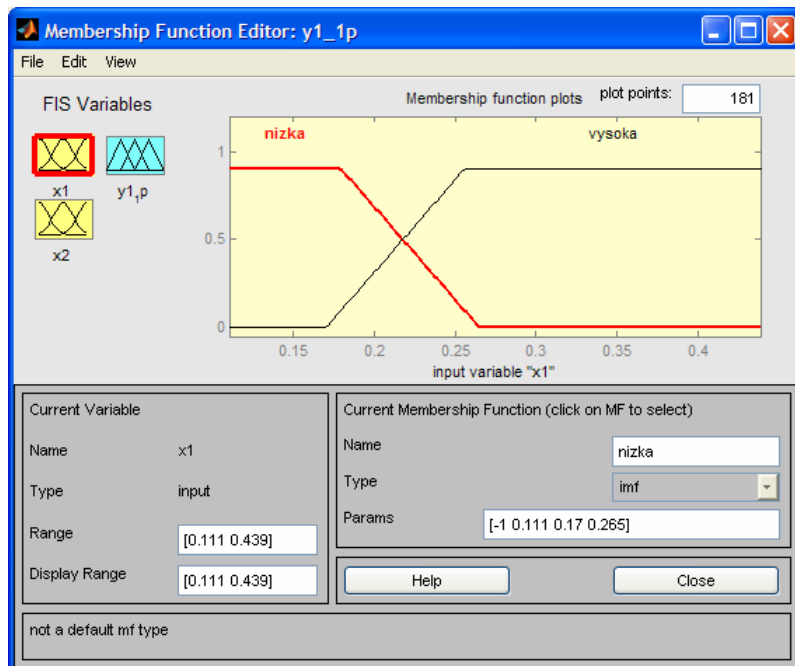 Membership Function Editor: y1_1p
File Edit View
FIS Variables
x1
y1₁p
x2
Membership function plots plot points: 181
nizka vysoka
1
0.5
0
0.15 0.2 0.25 0.3 0.35 0.4
input variable "x1"
Current Variable
Name x1
Type input
Range [0.111 0.439]
Display Range [0.111 0.439]
Current Membership Function (click on MF to select)
Name nizka
Type imf
Params [-1 0.111 0.17 0.265]
Help Close
not a default mf type